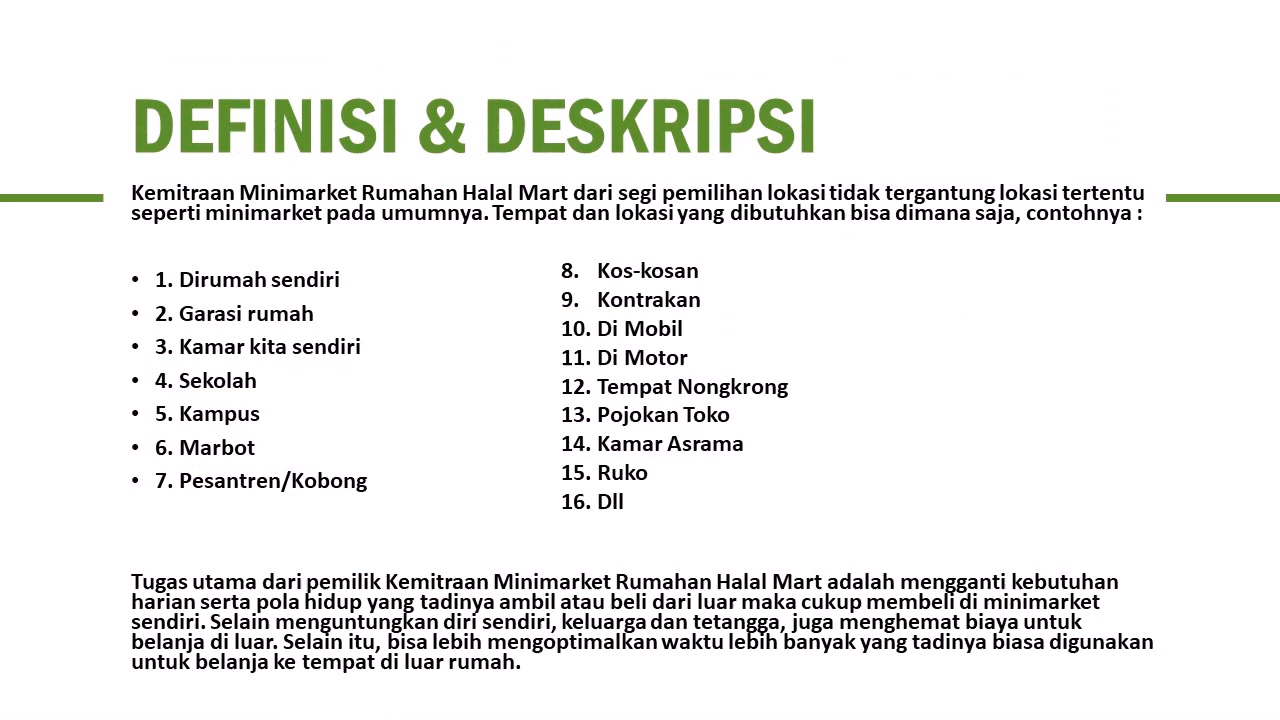 DEFINISI & DESKRIPSI
Kemitraan Minimarket Rumahan Halal Mart dari segi pemilihan lokasi tidak tergantung lokasi tertentu
seperti minimarket pada umumnya. Tempat dan lokasi yang dibutuhkan bisa dimana saja, contohnya :
• 1. Dirumah sendiri
• 2. Garasi rumah
• 3. Kamar kita sendiri
• 4. Sekolah
• 5. Kampus
• 6. Marbot
• 7. Pesantren/Kobong
8. Kos-kosan
9. Kontrakan
10. Di Mobil
11. Di Motor
12. Tempat Nongkrong
13. Pojokan Toko
14. Kamar Asrama
15. Ruko
16. Dll
Tugas utama dari pemilik Kemitraan Minimarket Rumahan Halal Mart adalah mengganti kebutuhan
harian serta pola hidup yang tadinya ambil atau beli dari luar maka cukup membeli di minimarket
sendiri. Selain menguntungkan diri sendiri, keluarga dan tetangga, juga menghemat biaya untuk
belanja di luar. Selain itu, bisa lebih mengoptimalkan waktu lebih banyak yang tadinya biasa digunakan
untuk belanja ke tempat di luar rumah.